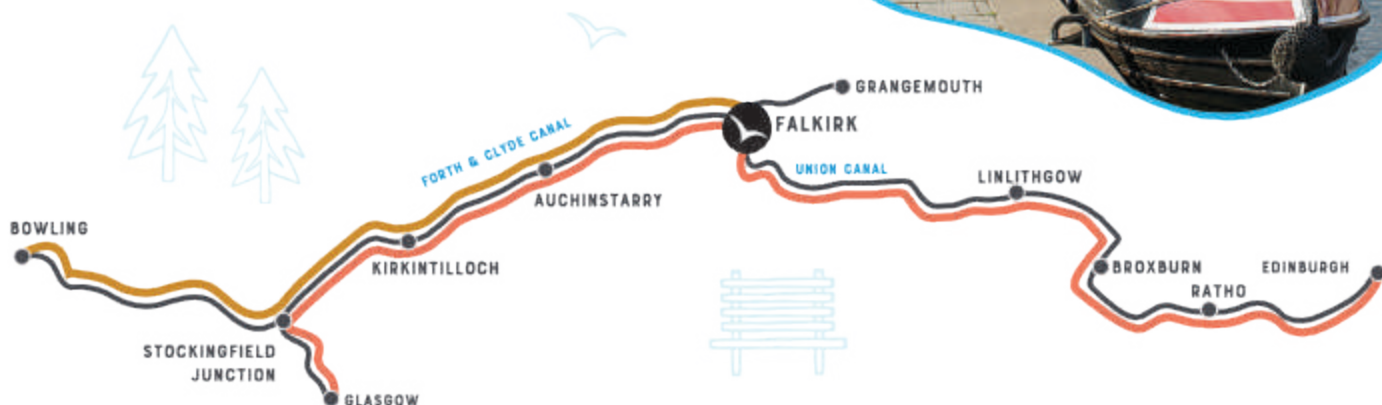 GRANGEMOUTH
FALKIRK
FORTH & CLYDE CANAL
UNION CANAL
LINLITHGOW
AUCHINSTARRY
BOWLING
KIRKINTILLOCH
BROXBURN
EDINBURGH
RATHO
STOCKINGFIELD
JUNCTION
GLASGOW